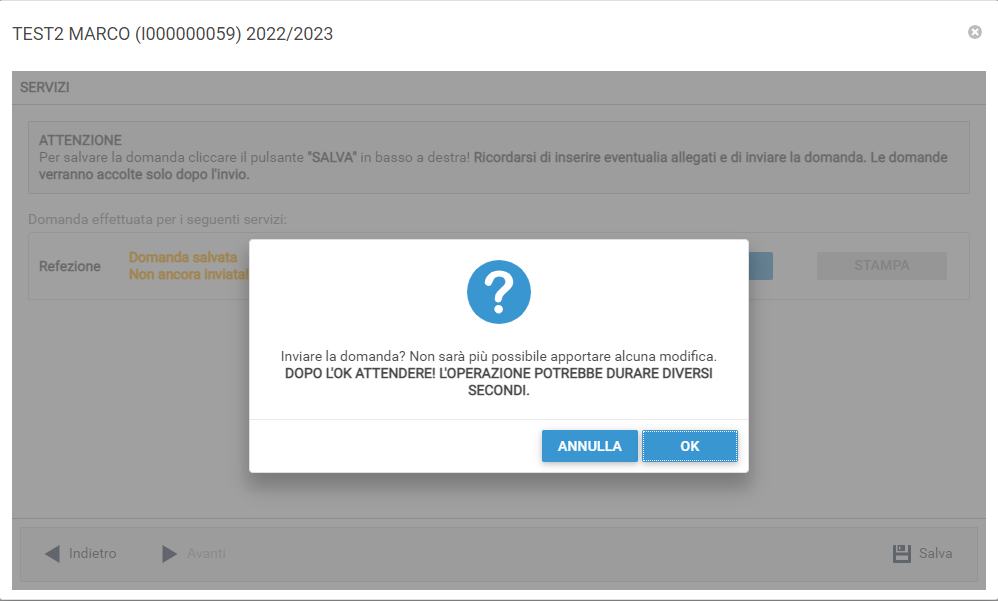 TEST2 MARCO (I000000059) 2022/2023
SERVIZI
ATTENZIONE
Per salvare la domanda cliccare il pulsante "SALVA" in basso a destra! Ricordarsi di inserire eventualia allegati e di inviare la domanda. Le domande
verranno accolte solo dopo l'invio.
Domanda effettuata per i seguenti servizi:
Refezione
Domanda salvata
Non ancora inviata!
STAMPA
Inviare la domanda? Non sarà più possibile apportare alcuna modifica.
DOPO L'OK ATTENDERE! L'OPERAZIONE POTREBBE DURARE DIVERSI
SECONDI.
ANNULLA
OK
Indietro
Avanti
Salva